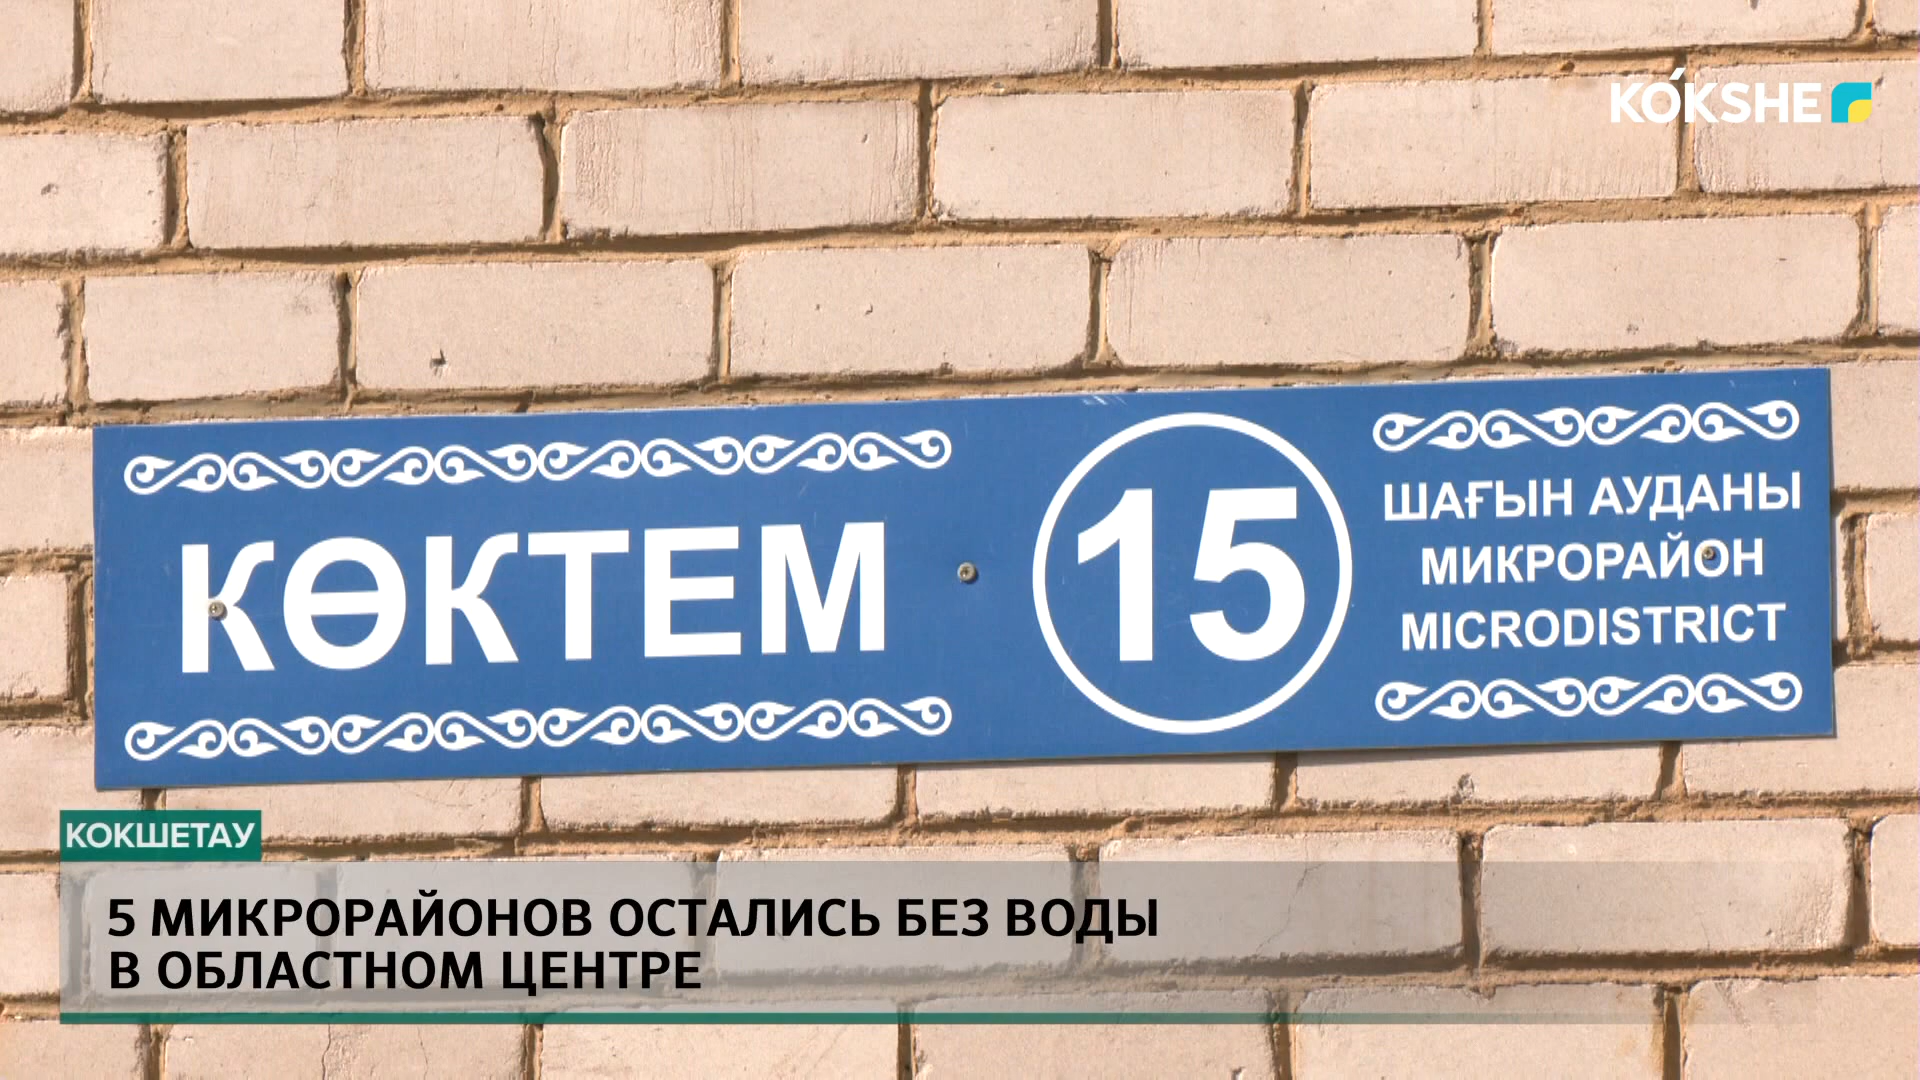 KÓKSHE
КӨКТЕМ
15
ШАҒЫН АУДАНЫ
МИКРОРАЙОН
MICRODISTRICT
КОКШЕТАУ
5 МИКРОРАЙОНОВ ОСТАЛИСЬ БЕЗ ВОДЫ
В ОБЛАСТНОМ ЦЕНТРЕ